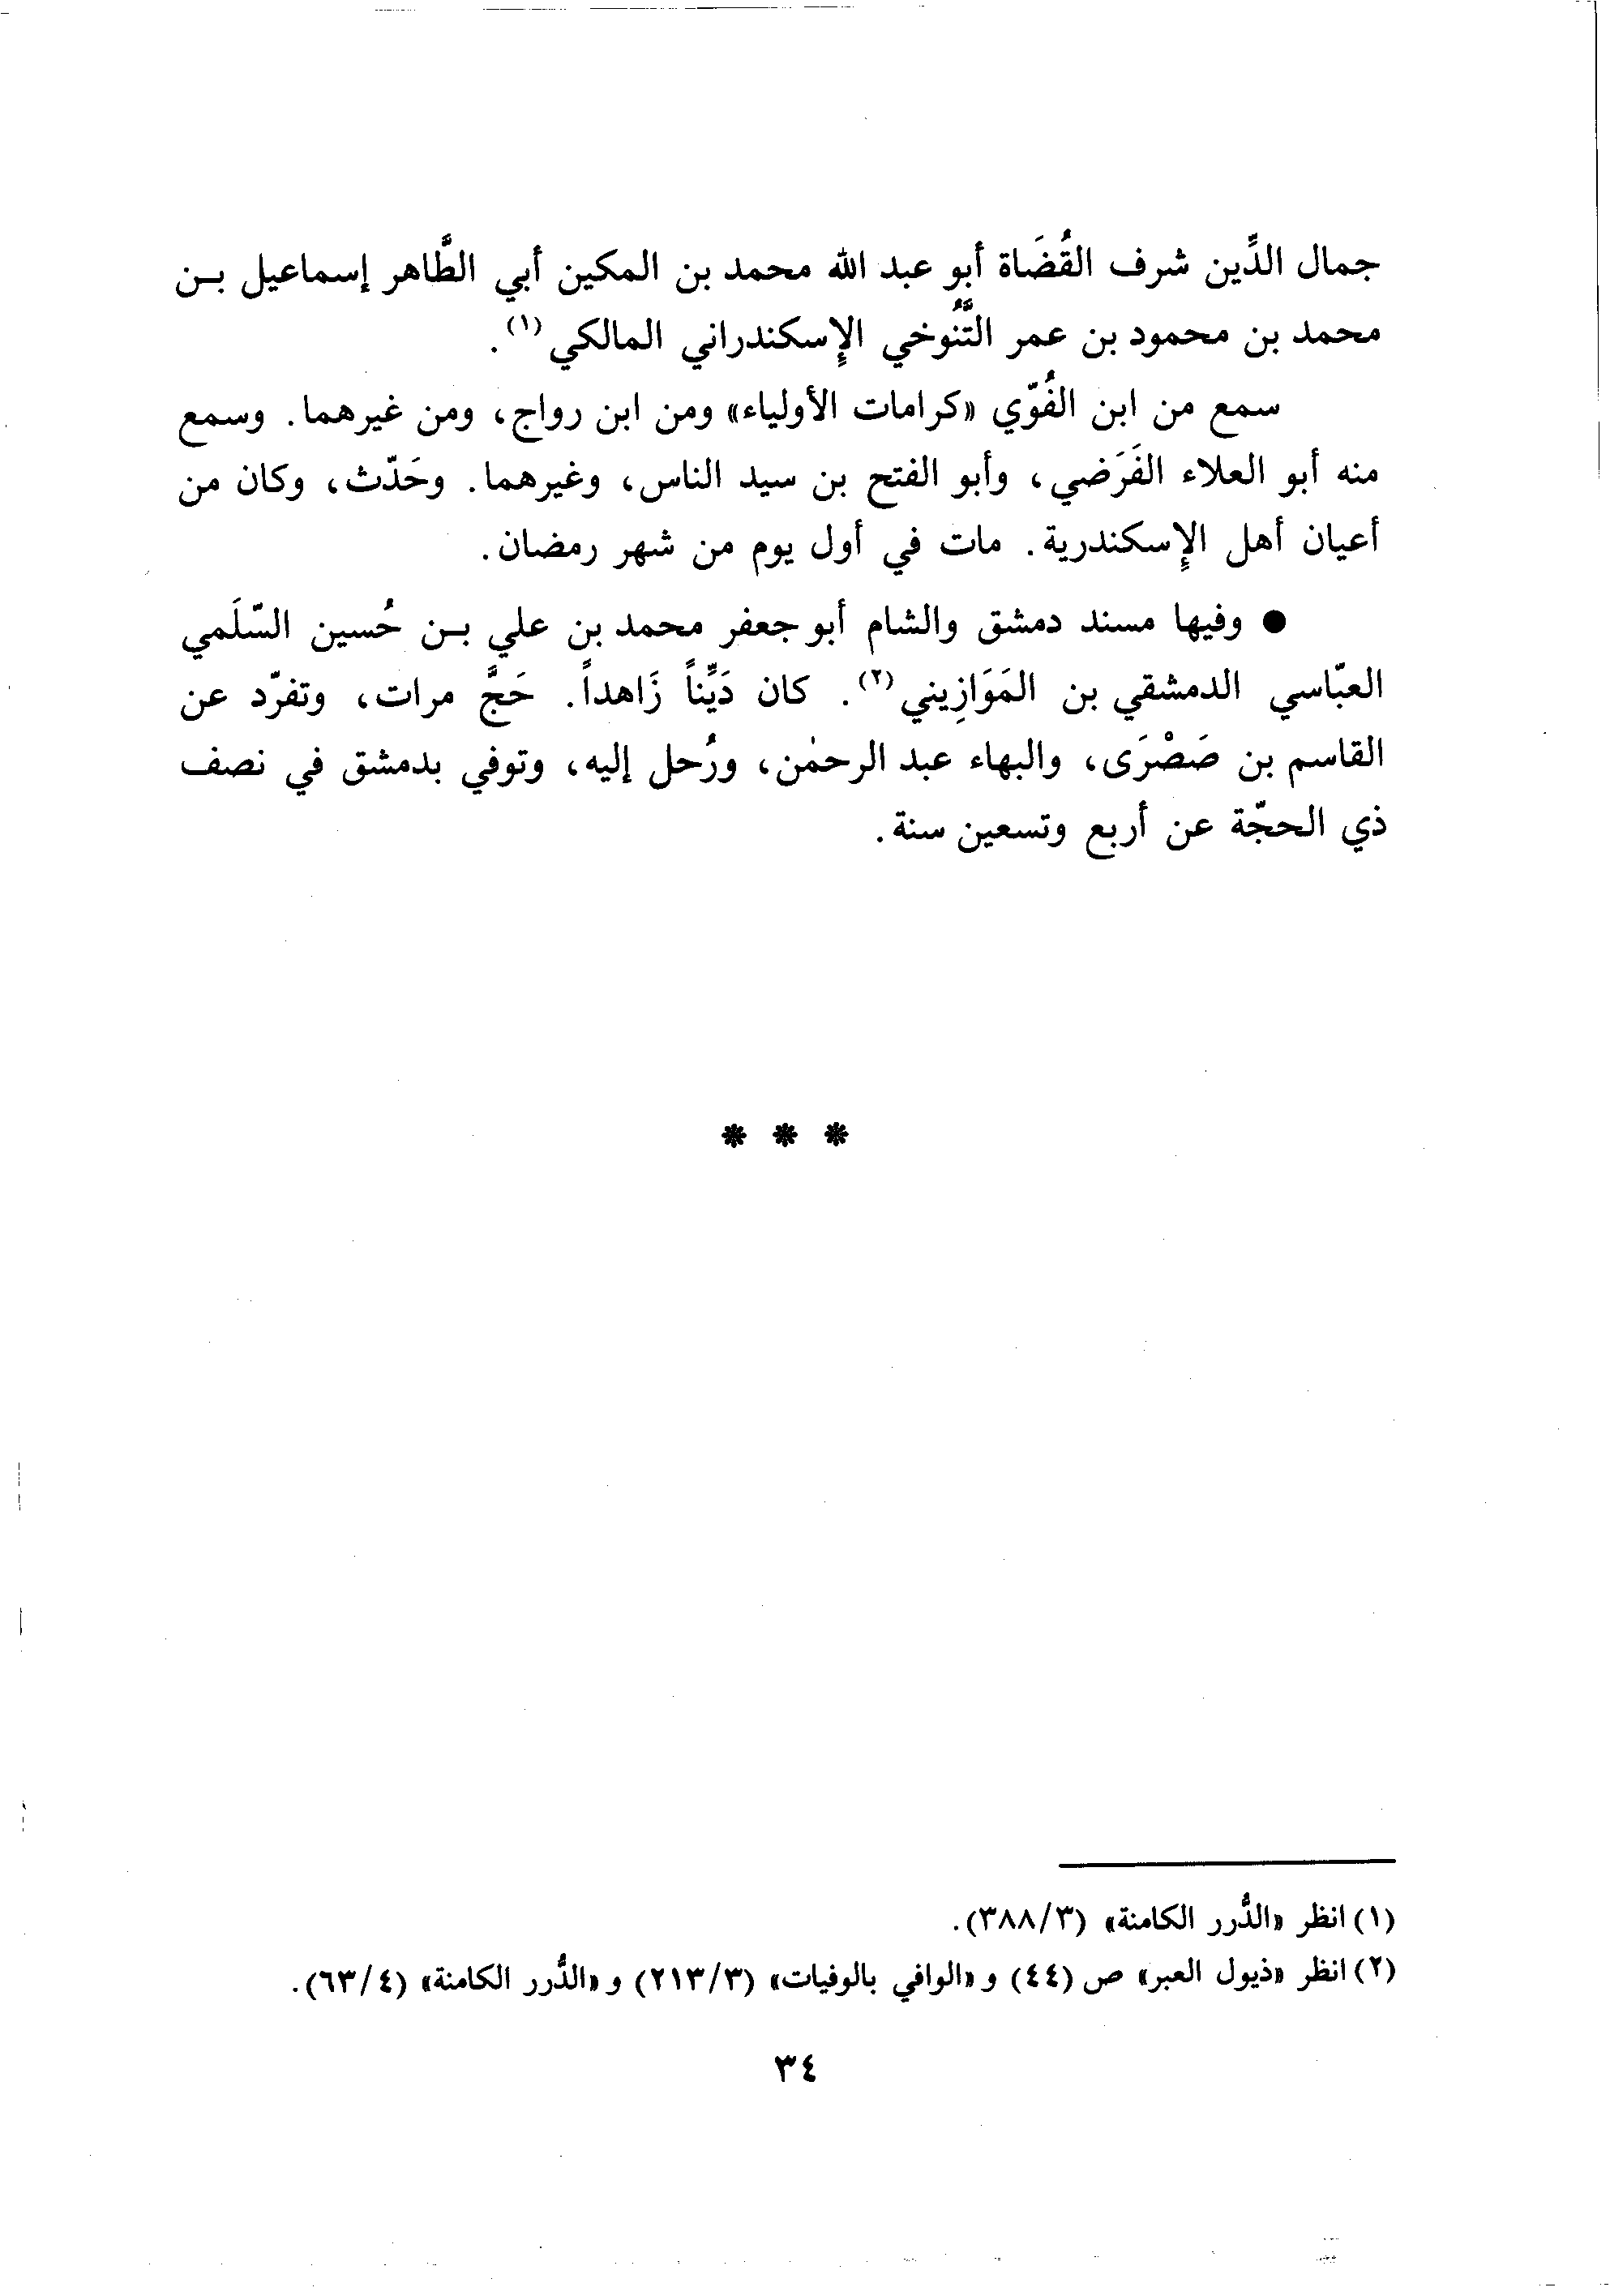 جمال الدِّين شرف القُضَاة أبو عبد الله محمد بن المكين أبي الطَّاهر إسماعيل بـن
محمد بن محمود بن عمر التَّنُوخي الإسكندراني المالكي (١).
سمع من ابن الفُوّي «كرامات الأولياء» ومن ابن رواج، ومن غيرهما. وسمع
منه أبو العلاء الفَرَضي، وأبو الفتح بن سيد الناس، وغيرهما. وحَدّث، وكان من
أعيان أهل الإسكندرية. مات في أول يوم من شهر رمضان.
● وفيها مسند دمشق والشام أبو جعفر محمد بن علي بـن حُسين السّلَمي
العبّاسي الدمشقي بن المَوَازِيني (٢). كان دَيِّناً زَاهداً. حَجَّ مرات، وتفرّد عن
القاسم بن صَصْرَى، والبهاء عبد الرحمٰن، ورُحل إليه، وتوفي بدمشق في نصف
ذي الحجّة عن أربع وتسعين سنة.
* * *
(١) انظر «الدُّرر الكامنة» (٣٨٨/٣).
(٢) انظر «ذيول العبر» ص (٤٤) و «الوافي بالوفيات» (٢١٣/٣) و «الدُّرر الكامنة» (٦٣/٤).
٣٤